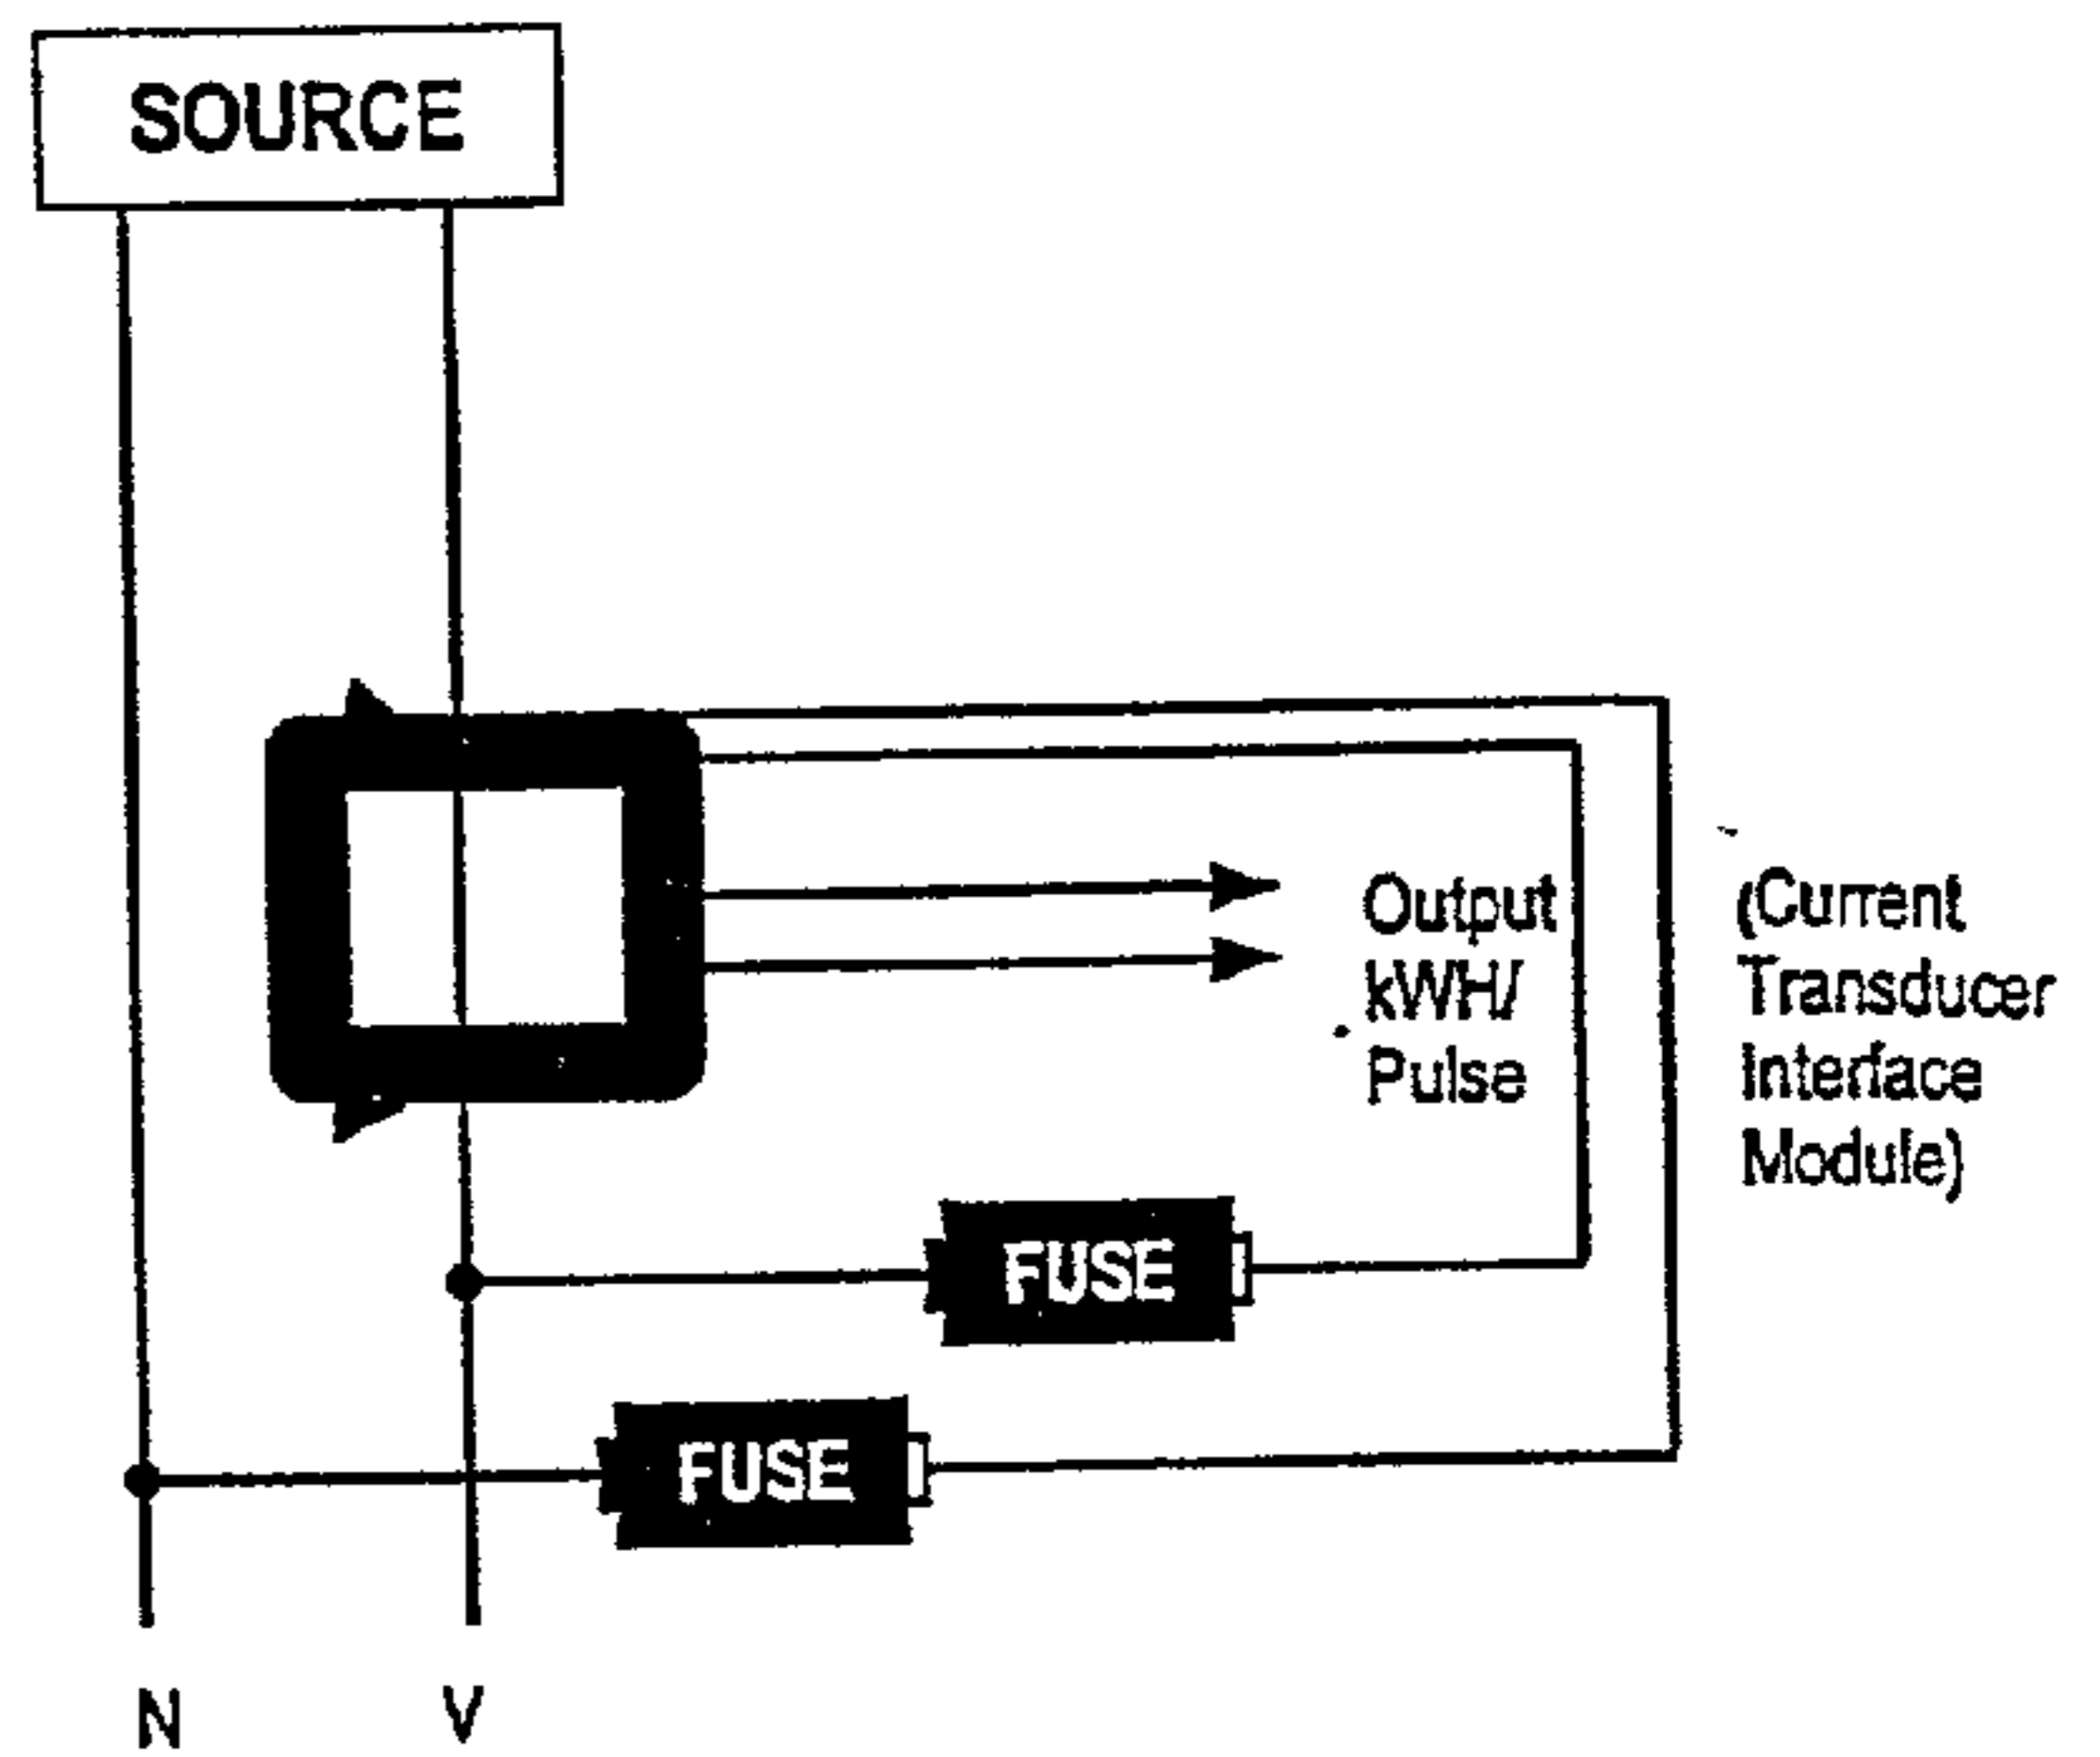 SOURCE
Output
kWH/
Pulse
(Current
Transducer
Interface
Module)
FUSE
FUSE
N
V